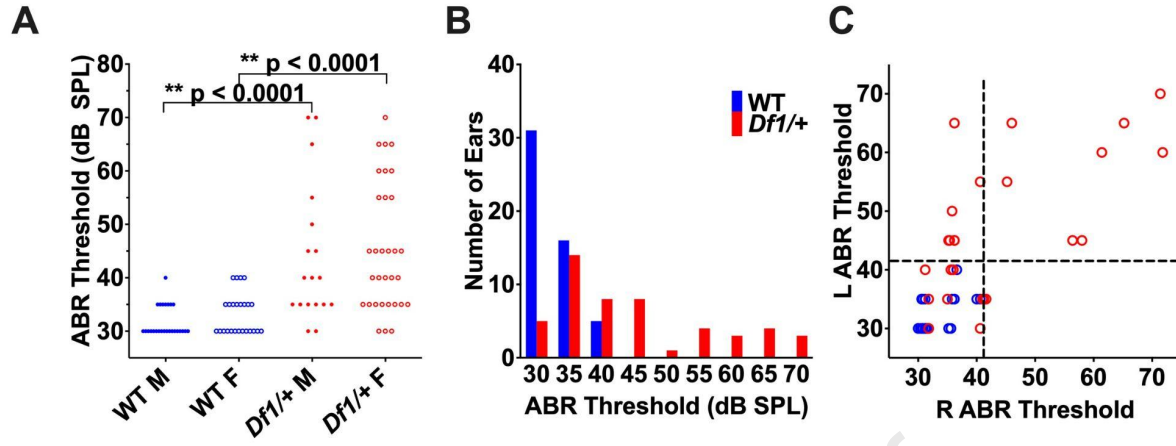 A
ABR Threshold (dB SPL)
80
70
60
50
40
30
** p < 0.0001
** p < 0.0001
WT M
WT F
Df1/+ M
Df1/+ F
B
Number of Ears
40
30
20
10
0
WT
Df1/+
30 35 40 45 50 55 60 65 70
ABR Threshold (dB SPL)
C
L ABR Threshold
70
60
50
40
30
30 40 50 60 70
R ABR Threshold